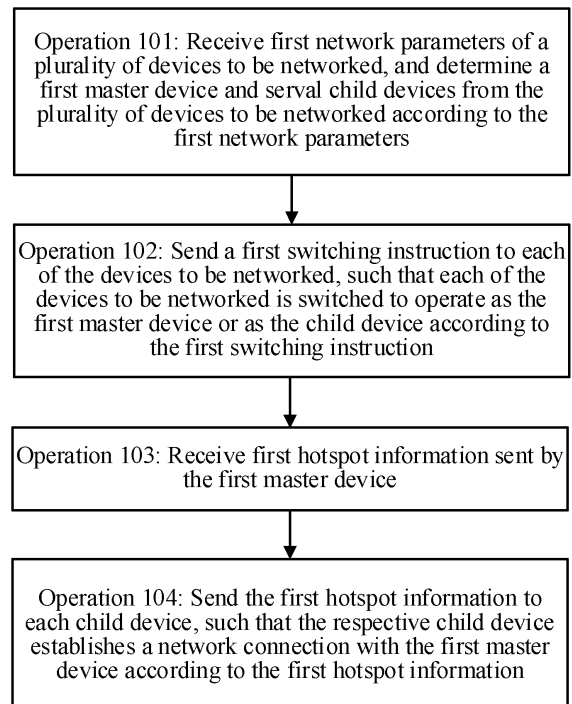 Operation 101: Receive first network parameters of a
plurality of devices to be networked, and determine a
first master device and serval child devices from the
plurality of devices to be networked according to the
first network parameters
Operation 102: Send a first switching instruction to each
of the devices to be networked, such that each of the
devices to be networked is switched to operate as the
first master device or as the child device according to
the first switching instruction
Operation 103: Receive first hotspot information sent by
the first master device
Operation 104: Send the first hotspot information to
each child device, such that the respective child device
establishes a network connection with the first master
device according to the first hotspot information